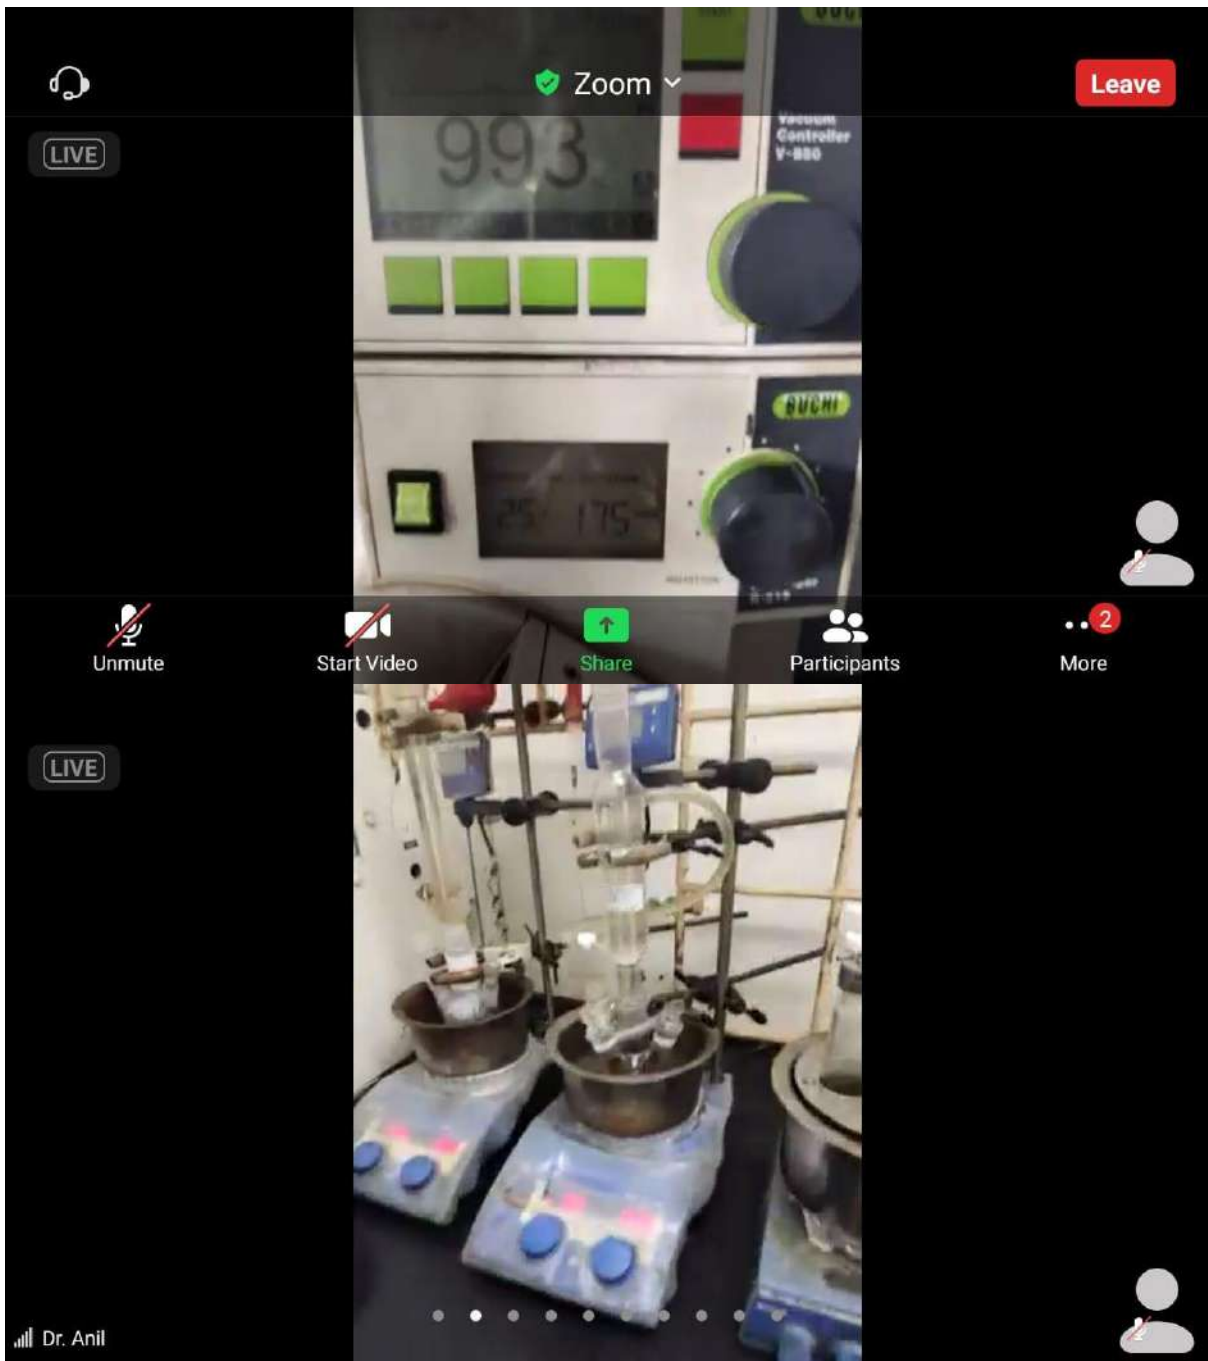 BUCHI
Zoom
Leave
LIVE
993
Vacuum
Controller
V-850
BUCHI
25 175
Unmute
Start Video
Share
Participants
2
More
LIVE
Dr. Anil